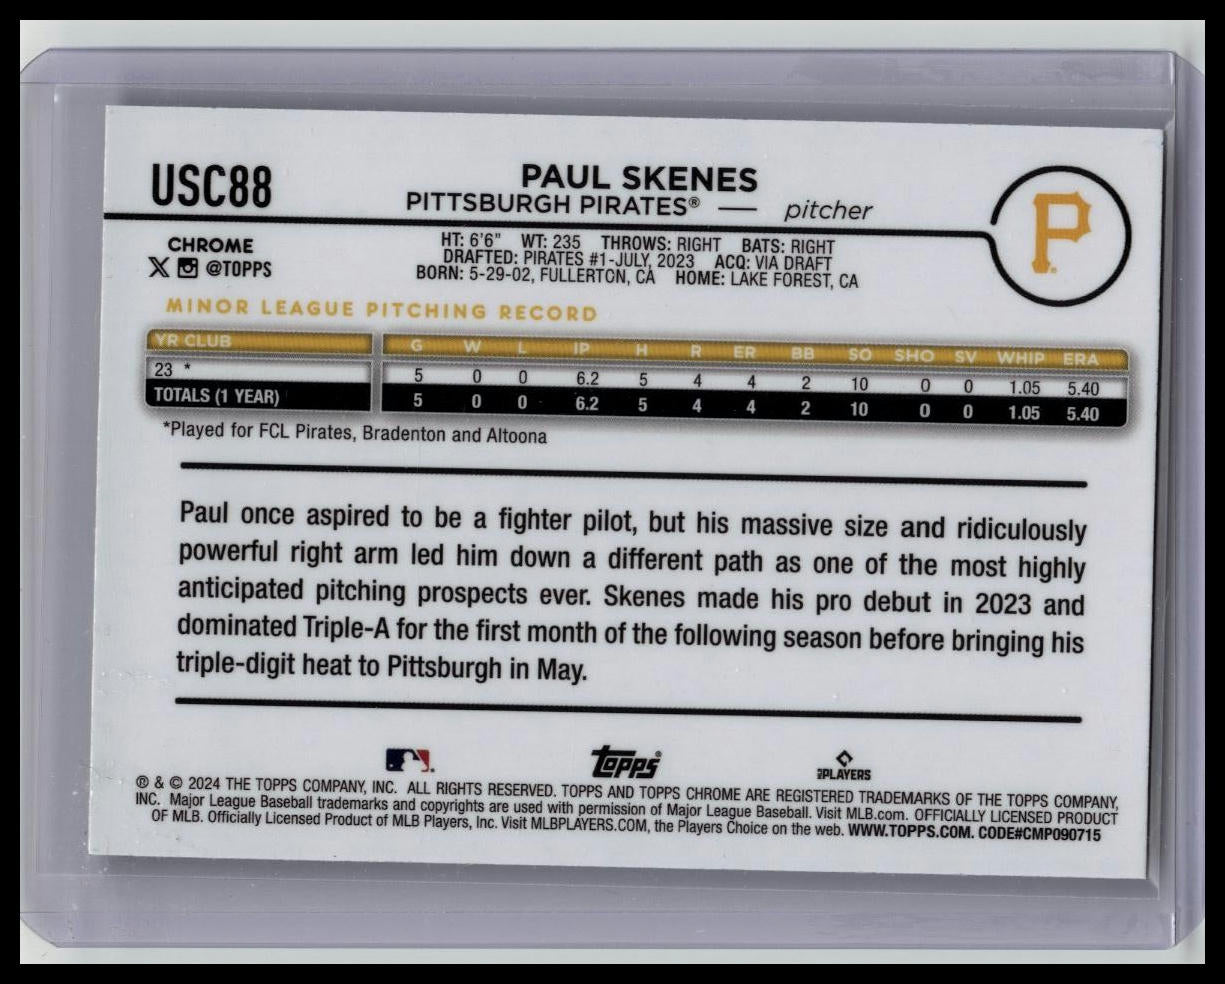 USC88
PAUL SKENES
PITTSBURGH PIRATES® — pitcher
P
CHROME
X @TOPPS
HT: 6'6" WT: 235 THROWS: RIGHT BATS: RIGHT
DRAFTED: PIRATES #1-JULY, 2023 ACQ: VIA DRAFT
BORN: 5-29-02, FULLERTON, CA HOME: LAKE FOREST, CA
MINOR LEAGUE PITCHING RECORD
YR CLUB G W L IP H R ER BB SO SHO SV WHIP ERA
23 * 5 0 0 6.2 5 4 4 2 10 0 0 1.05 5.40
TOTALS (1 YEAR) 5 0 0 6.2 5 4 4 2 10 0 0 1.05 5.40
*Played for FCL Pirates, Bradenton and Altoona
Paul once aspired to be a fighter pilot, but his massive size and ridiculously
powerful right arm led him down a different path as one of the most highly
anticipated pitching prospects ever. Skenes made his pro debut in 2023 and
dominated Triple-A for the first month of the following season before bringing his
triple-digit heat to Pittsburgh in May.
Topps®
PLAYERS
® & © 2024 THE TOPPS COMPANY, INC. ALL RIGHTS RESERVED. TOPPS AND TOPPS CHROME ARE REGISTERED TRADEMARKS OF THE TOPPS COMPANY,
INC. Major League Baseball trademarks and copyrights are used with permission of Major League Baseball. Visit MLB.com. OFFICIALLY LICENSED PRODUCT
OF MLB. Officially Licensed Product of MLB Players, Inc. Visit MLBPLAYERS.COM, the Players Choice on the web. WWW.TOPPS.COM. CODE#CMP090715